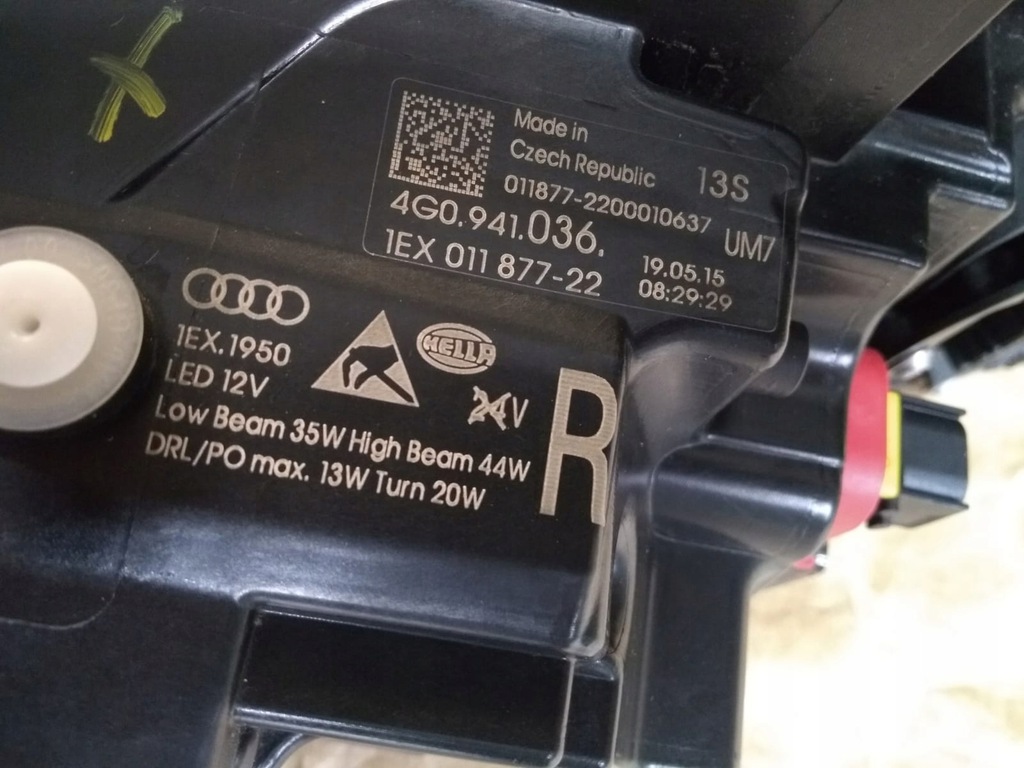 Made in
Czech Republic
13S
011877-2200010637
4G0.941.036.
UM7
1EX 011 877-22
19.05.15
08:29:29
1EX.1950
HELLA
LED 12V
24V
Low Beam 35W High Beam 44W
DRL/PO max. 13W Turn 20W
R